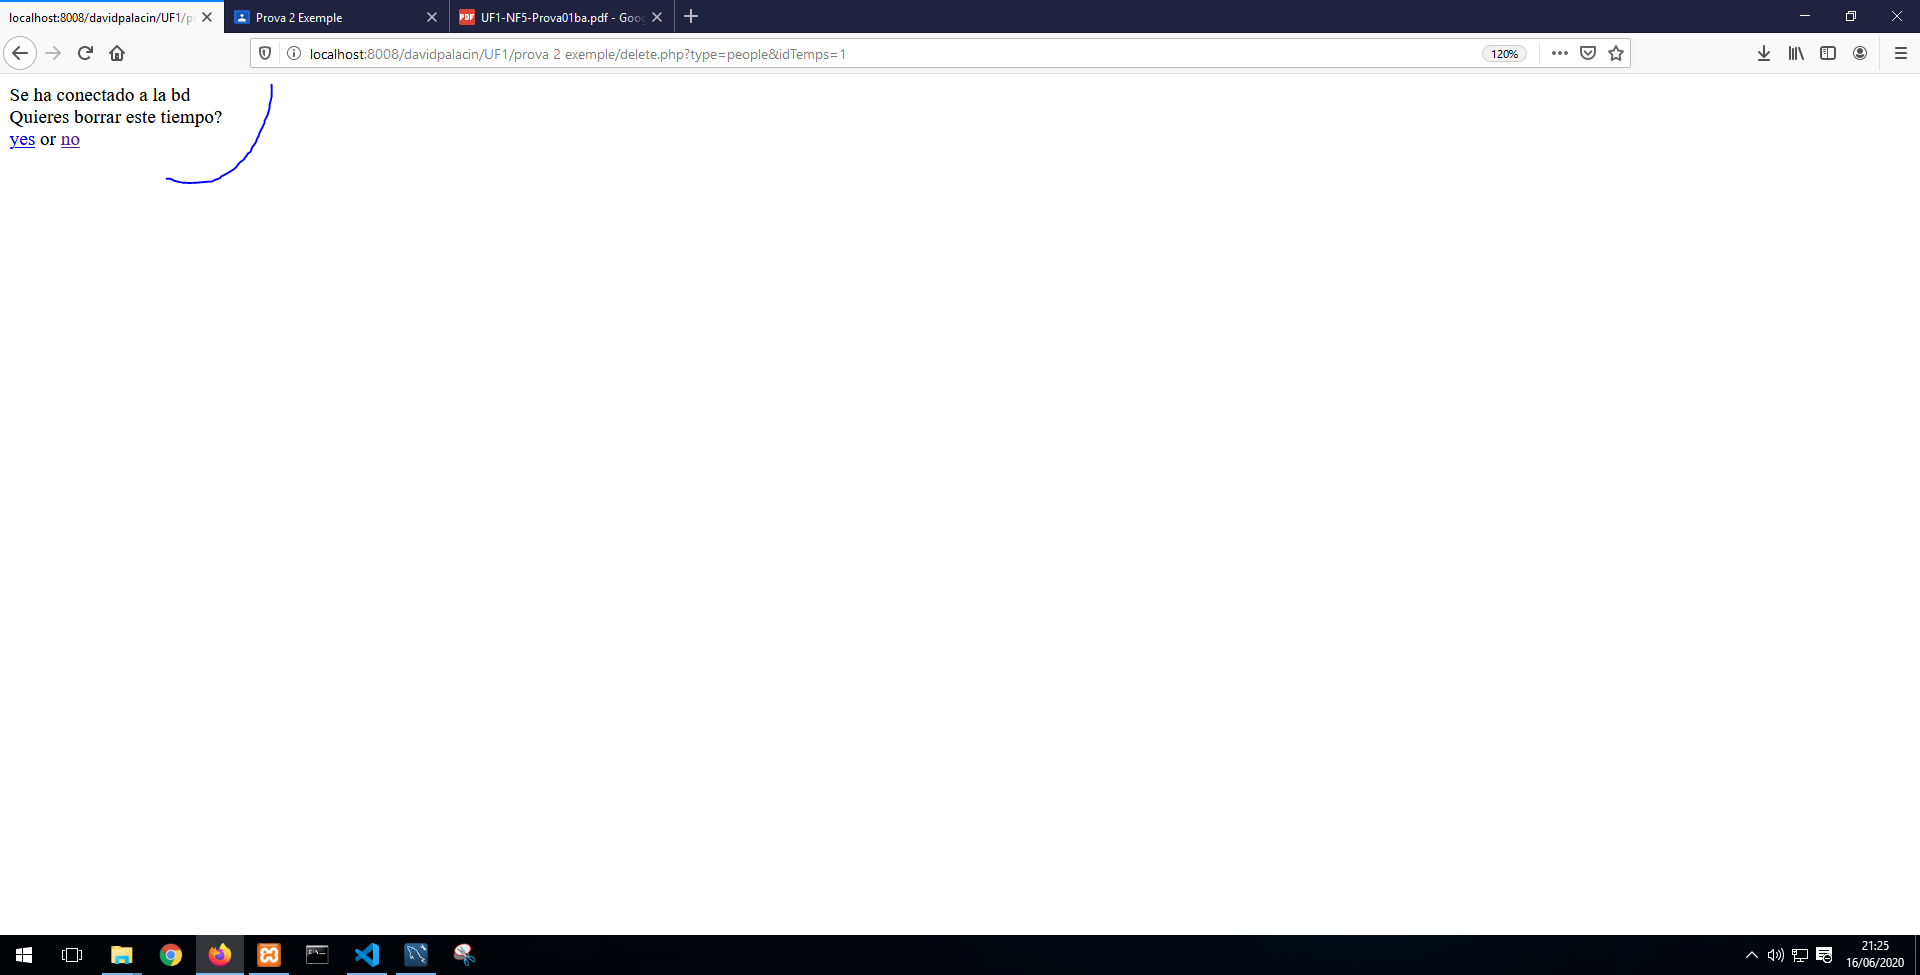 localhost:8008/davidpalacin/UF1/pr
Prova 2 Exemple
UF1-NF5-Prova01ba.pdf - Goo
localhost:8008/davidpalacin/UF1/prova 2 exemple/delete.php?type=people&idTemps=1
120%
Se ha conectado a la bd
Quieres borrar este tiempo?
yes or no
21:25
16/06/2020